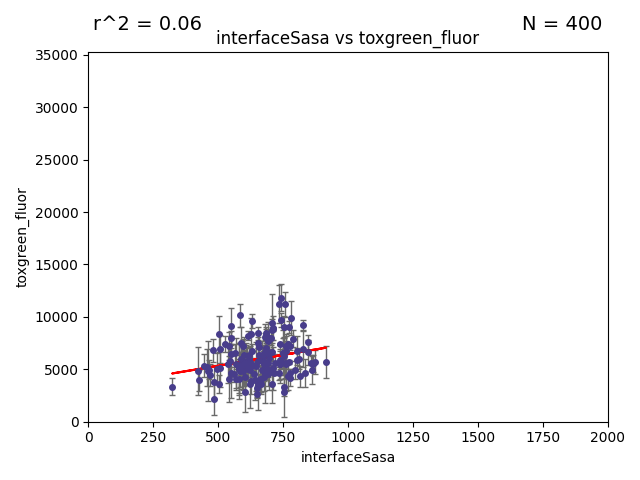 r^2 = 0.06
N = 400
interfaceSasa vs toxgreen_fluor
35000
30000
25000
20000
15000
10000
5000
0
toxgreen_fluor
0 250 500 750 1000 1250 1500 1750 2000
interfaceSasa